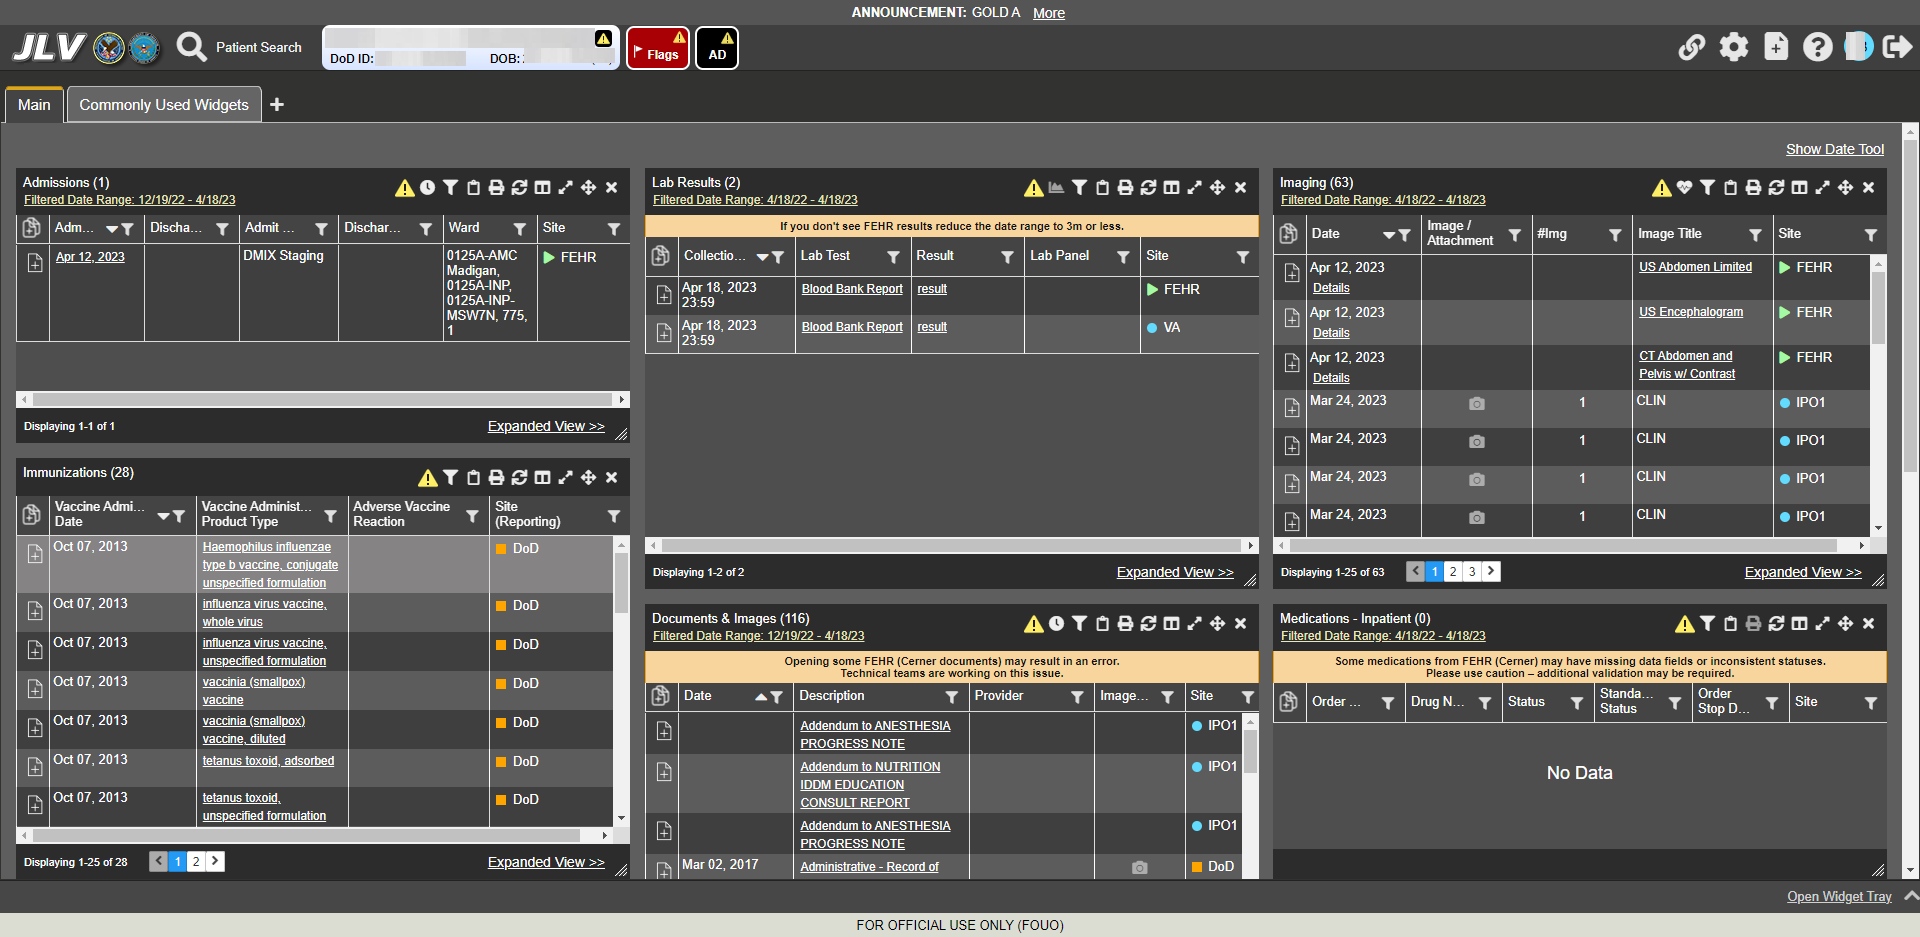 ANNOUNCEMENT: GOLD A More
JLV
Patient Search
DoD ID: DOB:
Flags
AD
Main
Commonly Used Widgets
Show Date Tool
Admissions (1)
Filtered Date Range: 12/19/22 - 4/18/23
Adm... Discha... Admit ... Dischar... Ward Site
Apr 12, 2023 DMIX Staging 0125A-AMC FEHR
Madigan,
0125A-INP,
0125A-INP-
MSW7N, 775,
1
Displaying 1-1 of 1
Expanded View >>
Immunizations (28)
Vaccine Admi... Vaccine Administ... Adverse Vaccine Site
Date Product Type Reaction (Reporting)
Oct 07, 2013 Haemophilus influenzae DoD
type b vaccine, conjugate
unspecified formulation
Oct 07, 2013 influenza virus vaccine, DoD
whole virus
Oct 07, 2013 influenza virus vaccine, DoD
unspecified formulation
Oct 07, 2013 vaccinia (smallpox) DoD
vaccine
Oct 07, 2013 vaccinia (smallpox) DoD
vaccine, diluted
Oct 07, 2013 tetanus toxoid, adsorbed DoD
Oct 07, 2013 tetanus toxoid, DoD
unspecified formulation
Displaying 1-25 of 28 < 1 2 >
Expanded View >>
Lab Results (2)
Filtered Date Range: 4/18/22 - 4/18/23
If you don't see FEHR results reduce the date range to 3m or less.
Collectio... Lab Test Result Lab Panel Site
Apr 18, 2023 Blood Bank Report result FEHR
23:59
Apr 18, 2023 Blood Bank Report result VA
23:59
Displaying 1-2 of 2
Expanded View >>
Documents & Images (116)
Filtered Date Range: 12/19/22 - 4/18/23
Opening some FEHR (Cerner documents) may result in an error.
Technical teams are working on this issue.
Date Description Provider Image... Site
Addendum to ANESTHESIA IPO1
PROGRESS NOTE
Addendum to NUTRITION IPO1
IDDM EDUCATION
CONSULT REPORT
Addendum to ANESTHESIA IPO1
PROGRESS NOTE
Mar 02, 2017 Administrative - Record of DoD
Imaging (63)
Filtered Date Range: 4/18/22 - 4/18/23
Date Image / #Img Image Title Site
Attachment
Apr 12, 2023 US Abdomen Limited FEHR
Details
Apr 12, 2023 US Encephalogram FEHR
Details
Apr 12, 2023 CT Abdomen and FEHR
Details Pelvis w/ Contrast
Mar 24, 2023 1 CLIN IPO1
Mar 24, 2023 1 CLIN IPO1
Mar 24, 2023 1 CLIN IPO1
Mar 24, 2023 1 CLIN IPO1
Displaying 1-25 of 63 < 1 2 3 >
Expanded View >>
Medications - Inpatient (0)
Filtered Date Range: 4/18/22 - 4/18/23
Some medications from FEHR (Cerner) may have missing data fields or inconsistent statuses.
Please use caution – additional validation may be required.
Order ... Drug N... Status Standa... Order Site
Status Stop D...
No Data
Open Widget Tray
FOR OFFICIAL USE ONLY (FOUO)